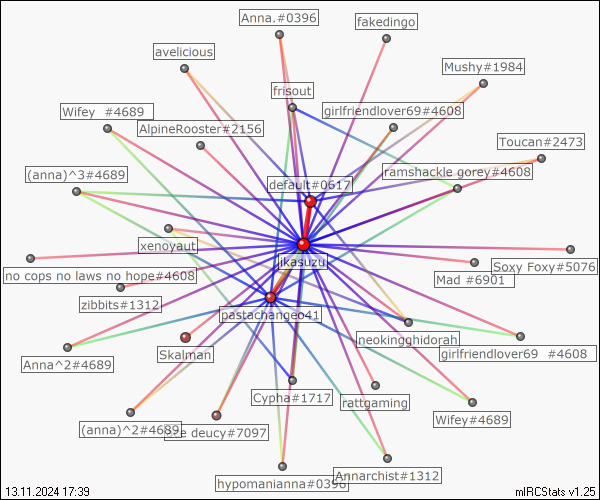 Anna.#0396
fakedingo
avelicious
Mushy#1984
frisout
Wifey  #4689
girlfriendlover69#4608
AlpineRooster#2156
Toucan#2473
(anna)^3#4689
ramshackle gorey#4608
default#0617
xenoyaut
jkasuzu
no cops no laws no hope#4608
Mad #6901
Soxy Foxy#5076
zibbits#1312
pastachangeo41
neokingghidorah
Skalman
girlfriendlover69  #4608
Anna^2#4689
Cypha#1717
rattgaming
(anna)^2#4689
deucy#7097
Wifey#4689
hypomanianna#0396
Annarchist#1312
13.11.2024 17:39
mIRCStats v1.25